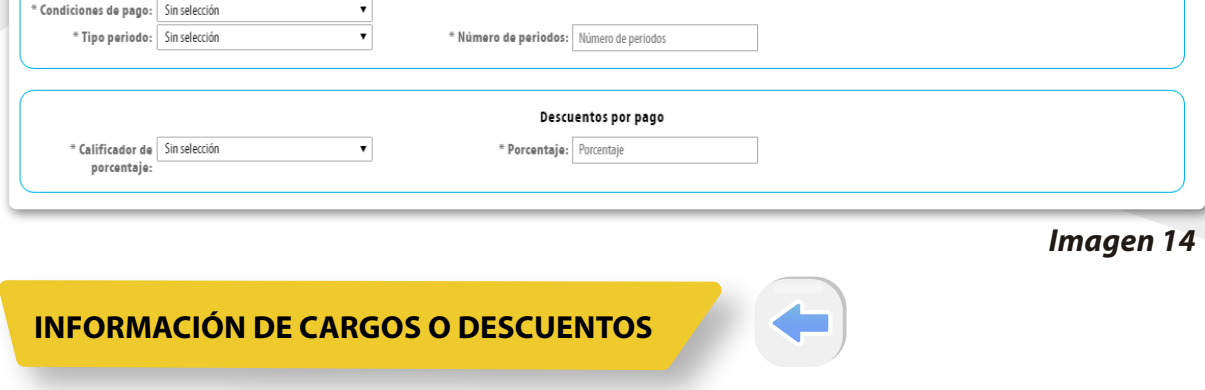 * Condiciones de pago: Sin selección
* Tipo periodo: Sin selección * Número de periodos: Número de periodos
Descuentos por pago
* Calificador de porcentaje: Sin selección * Porcentaje: Porcentaje
Imagen 14
INFORMACIÓN DE CARGOS O DESCUENTOS